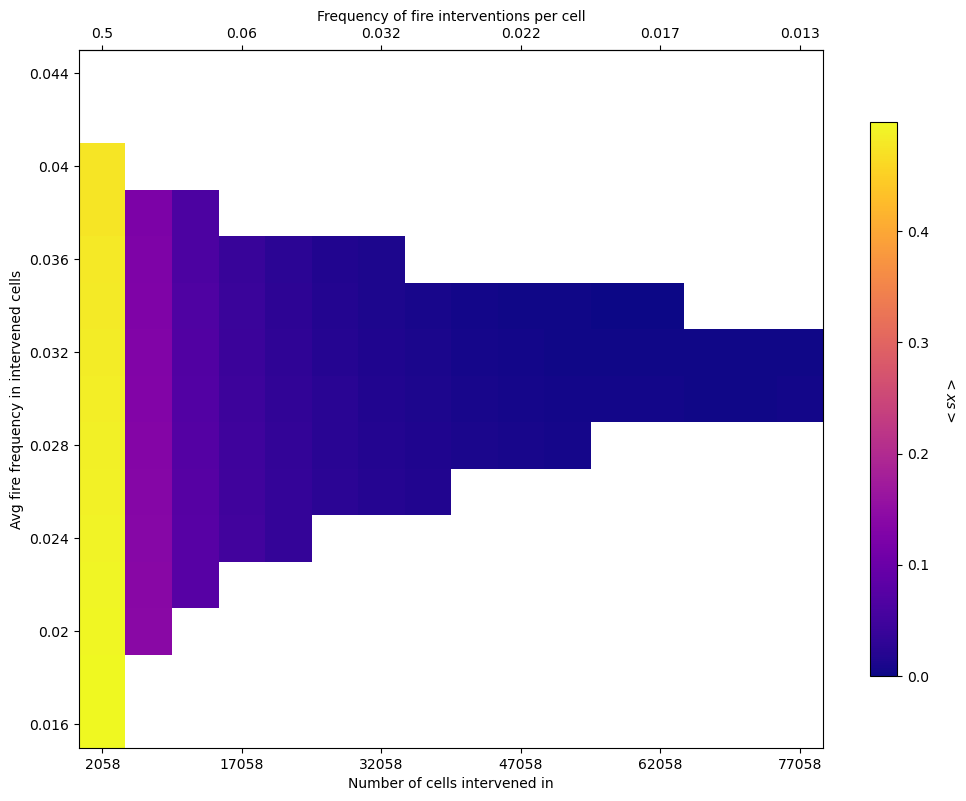 Frequency of fire interventions per cell
0.5 0.06 0.032 0.022 0.017 0.013
0.044
0.04
0.036
0.032
0.028
0.024
0.02
0.016
Avg fire frequency in intervened cells
2058 17058 32058 47058 62058 77058
Number of cells intervened in
0.4
0.3
0.2
0.1
0.0
< xs >